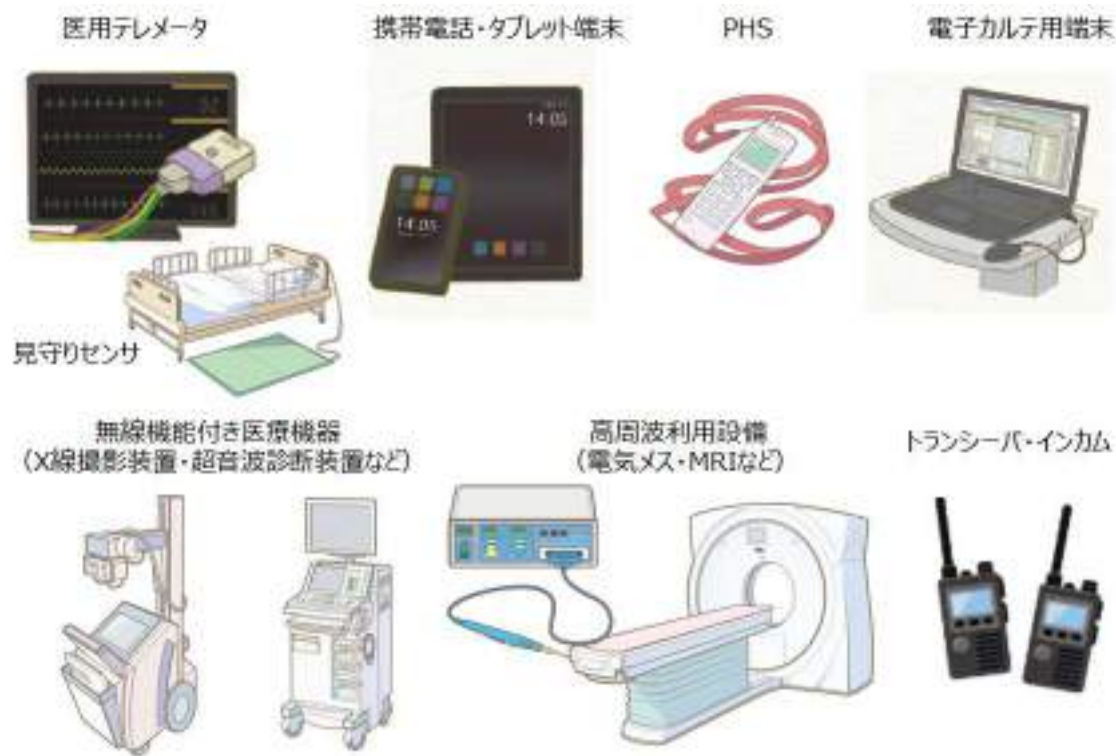 医用テレメータ
携帯電話・タブレット端末
PHS
電子カルテ用端末
14:05
14:05
見守りセンサ
無線機能付き医療機器
(X線撮影装置・超音波診断装置など)
高周波利用設備
(電気メス・MRIなど)
トランシーバ・インカム